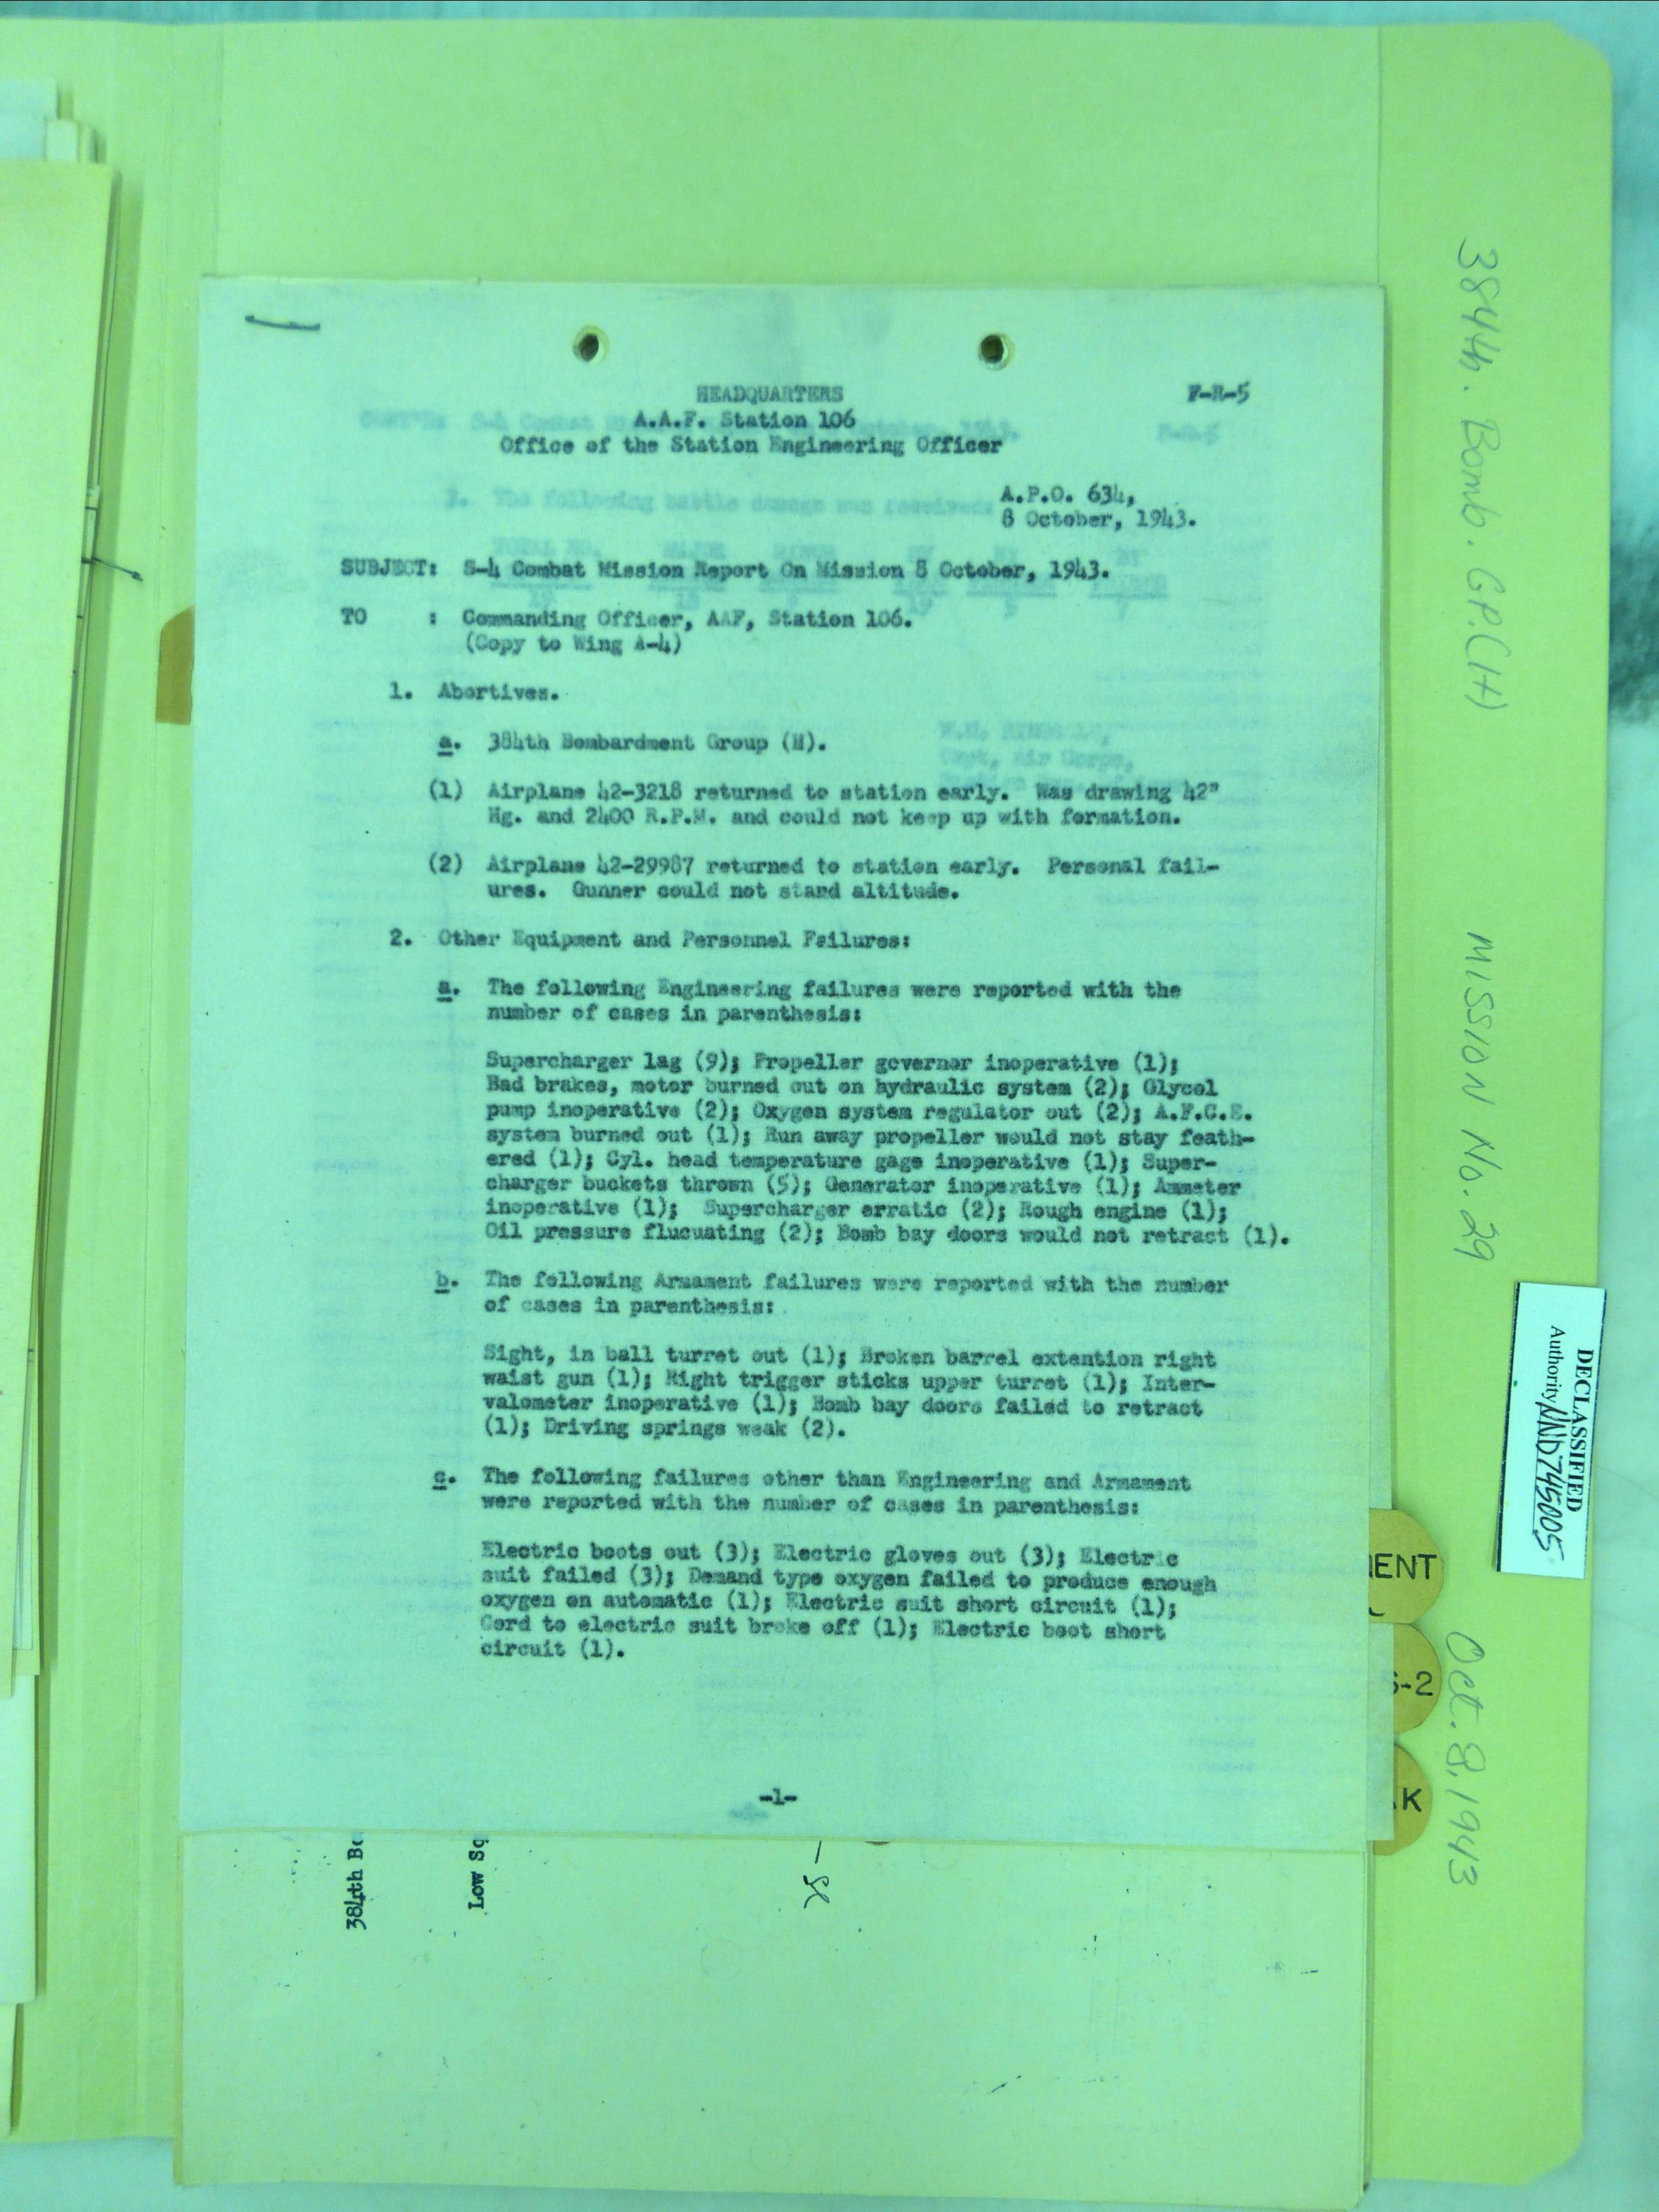 HEADQUARTERS F-R-5
A.A.F. Station 106
Office of the Station Engineering Officer
A.P.O. 634,
8 October, 1943.
SUBJECT: S-4 Combat Mission Report On Mission 8 October, 1943.
TO : Commanding Officer, AAF, Station 106.
(Copy to Wing A-4)
1. Abortives.
a. 384th Bombardment Group (H).
(1) Airplane 42-3218 returned to station early. Was drawing 42"
Hg. and 2400 R.P.M. and could not keep up with formation.
(2) Airplane 42-29987 returned to station early. Personal fail-
ures. Gunner could not stand altitude.
2. Other Equipment and Personnel Failures:
a. The following Engineering failures were reported with the
number of cases in parenthesis:
Supercharger lag (9); Propeller governor inoperative (1);
Bad brakes, motor burned out on hydraulic system (2); Glycol
pump inoperative (2); Oxygen system regulator out (2); A.F.C.E.
system burned out (1); Run away propeller would not stay feath-
ered (1); Cyl. head temperature gage inoperative (1); Super-
charger buckets thrown (5); Generator inoperative (1); Ammeter
inoperative (1); Supercharger erratic (2); Rough engine (1);
Oil pressure flucuating (2); Bomb bay doors would not retract (1).
b. The following Armament failures were reported with the number
of cases in parenthesis:
Sight, in ball turret out (1); Broken barrel extention right
waist gun (1); Right trigger sticks upper turret (1); Inter-
valometer inoperative (1); Bomb bay doors failed to retract
(1); Driving springs weak (2).
c. The following failures other than Engineering and Armament
were reported with the number of cases in parenthesis:
Electric boots out (3); Electric gloves out (3); Electric
suit failed (3); Demand type oxygen failed to produce enough
oxygen on automatic (1); Electric suit short circuit (1);
Cord to electric suit broke off (1); Electric boot short
circuit (1).
-1-
384th Bo
Low Sq
384th. Bomb. GP.(H) MISSION No. 29 Oct. 8, 1943
DECLASSIFIED
Authority NND745005
MENT
S-2
AK